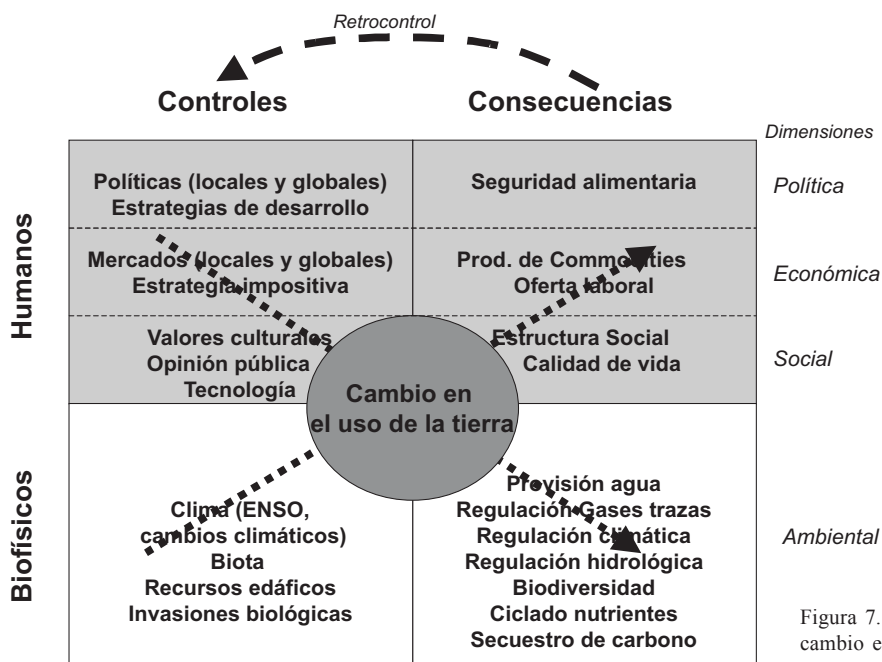 Retrocontrol
Controles
Consecuencias
Dimensiones
Humanos
Políticas (locales y globales)
Estrategias de desarrollo
Seguridad alimentaria
Política
Mercados (locales y globales)
Estrategia impositiva
Prod. de Commodities
Oferta laboral
Económica
Valores culturales
Opinión pública
Tecnología
Estructura Social
Calidad de vida
Social
Cambio en
el uso de la tierra
Biofísicos
Clima (ENSO,
cambios climáticos)
Biota
Recursos edáficos
Invasiones biológicas
Provisión agua
Regulación Gases trazas
Regulación climática
Regulación hidrológica
Biodiversidad
Ciclado nutrientes
Secuestro de carbono
Ambiental
Figura 7.
cambio e